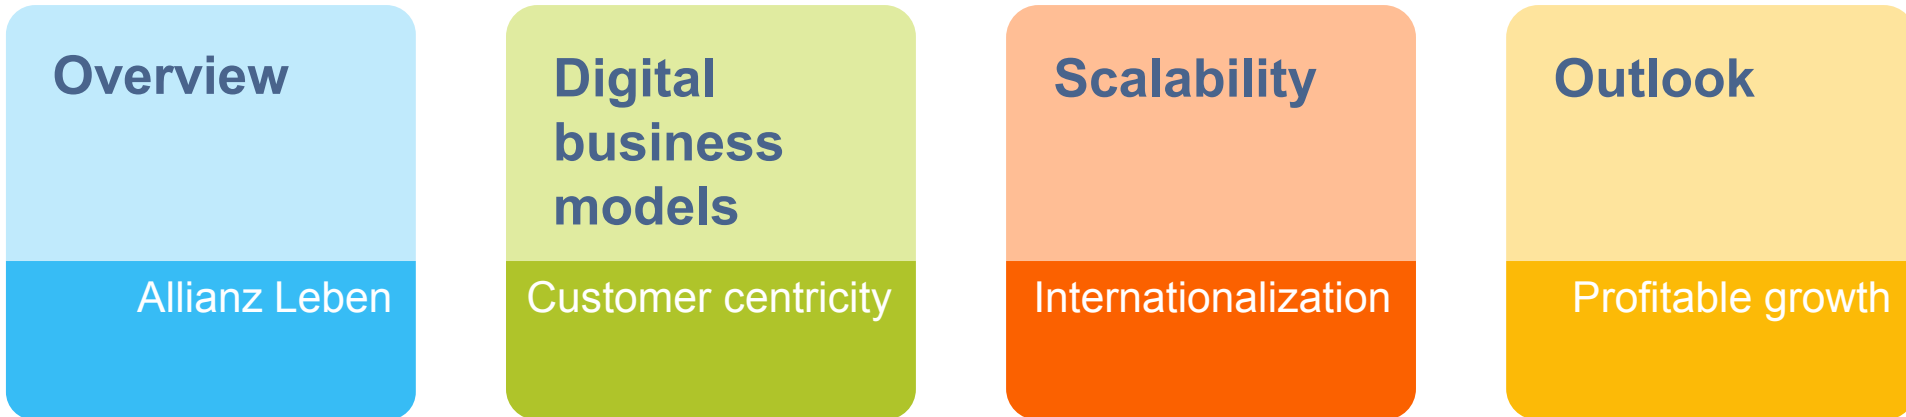 Overview
Allianz Leben
Digital
business
models
Customer centricity
Scalability
Internationalization
Outlook
Profitable growth